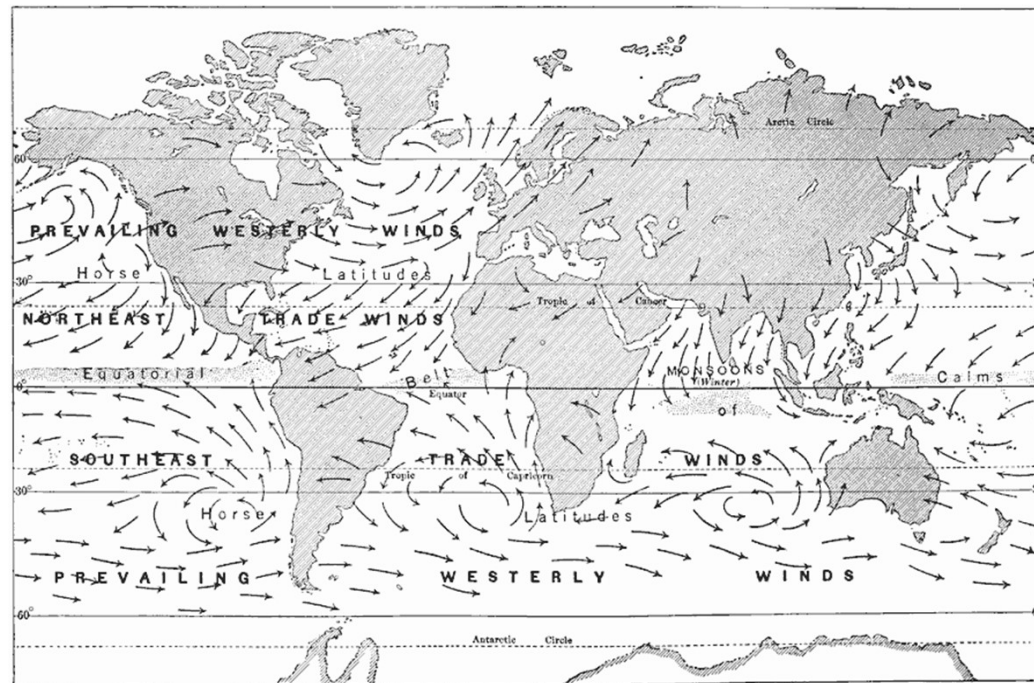 Arctic Circle
60°
PREVAILING WESTERLY WINDS
Horse Latitudes
30°
Tropic of Cancer
NORTHEAST TRADE WINDS
MONSOONS
(Winter)
Equatorial Belt of Calms
0°
Equator
SOUTHEAST TRADE WINDS
Tropic of Capricorn
30°
Horse Latitudes
PREVAILING WESTERLY WINDS
60°
Antarctic Circle